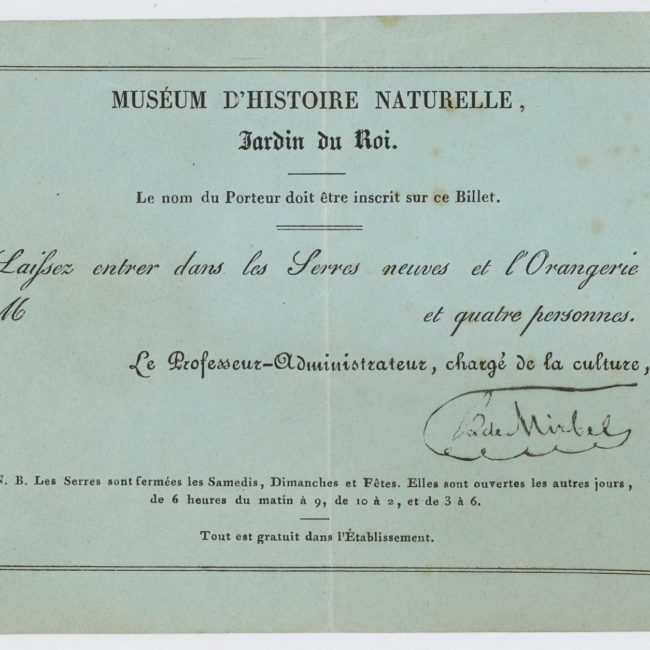 MUSÉUM D'HISTOIRE NATURELLE,
Jardin du Roi.
Le nom du Porteur doit être inscrit sur ce Billet.
Laissez entrer dans les Serres neuves et l'Orangerie
M et quatre personnes.
Le Professeur-Administrateur, chargé de la culture,
de Mirbel
N. B. Les Serres sont fermées les Samedis, Dimanches et Fêtes. Elles sont ouvertes les autres jours,
de 6 heures du matin à 9, de 10 à 2, et de 3 à 6.
Tout est gratuit dans l'Établissement.